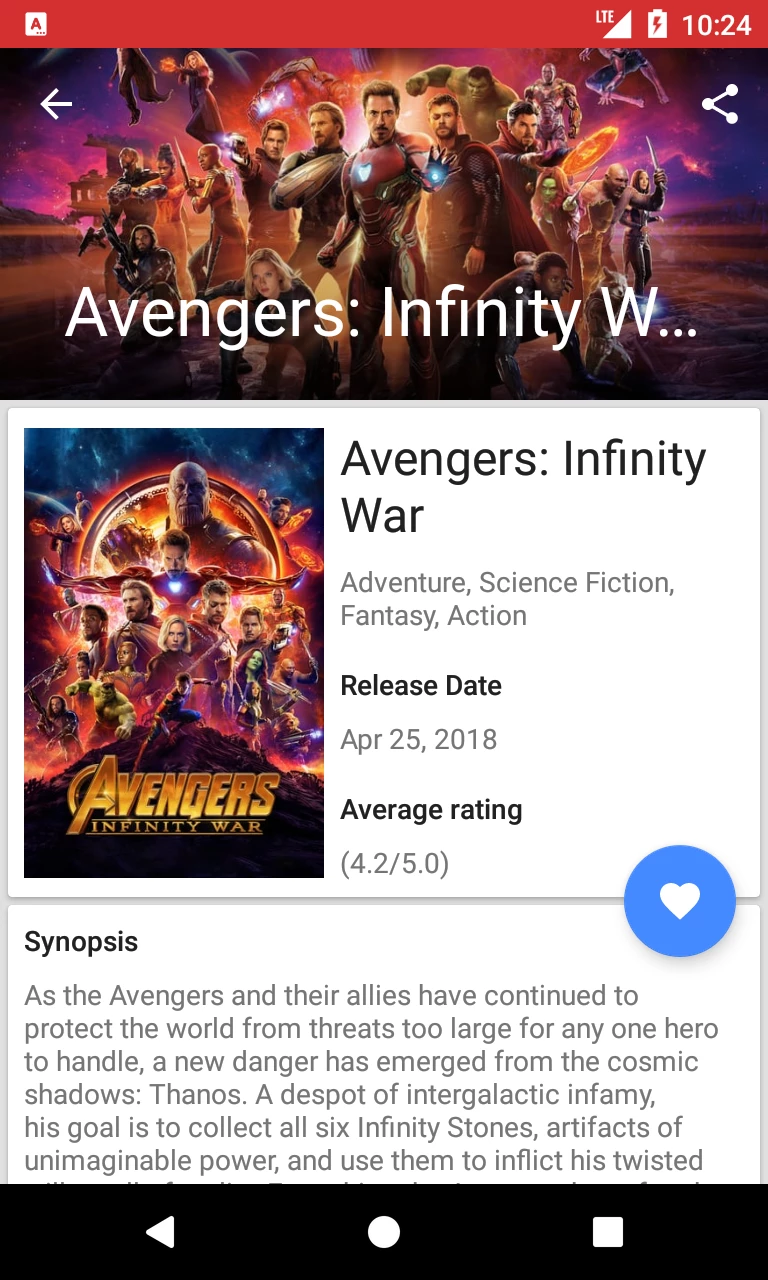 LTE 10:24
Avengers: Infinity W...
Avengers: Infinity
War
Adventure, Science Fiction,
Fantasy, Action
Release Date
Apr 25, 2018
Average rating
(4.2/5.0)
AVENGERS
INFINITY WAR
Synopsis
As the Avengers and their allies have continued to
protect the world from threats too large for any one hero
to handle, a new danger has emerged from the cosmic
shadows: Thanos. A despot of intergalactic infamy,
his goal is to collect all six Infinity Stones, artifacts of
unimaginable power, and use them to inflict his twisted